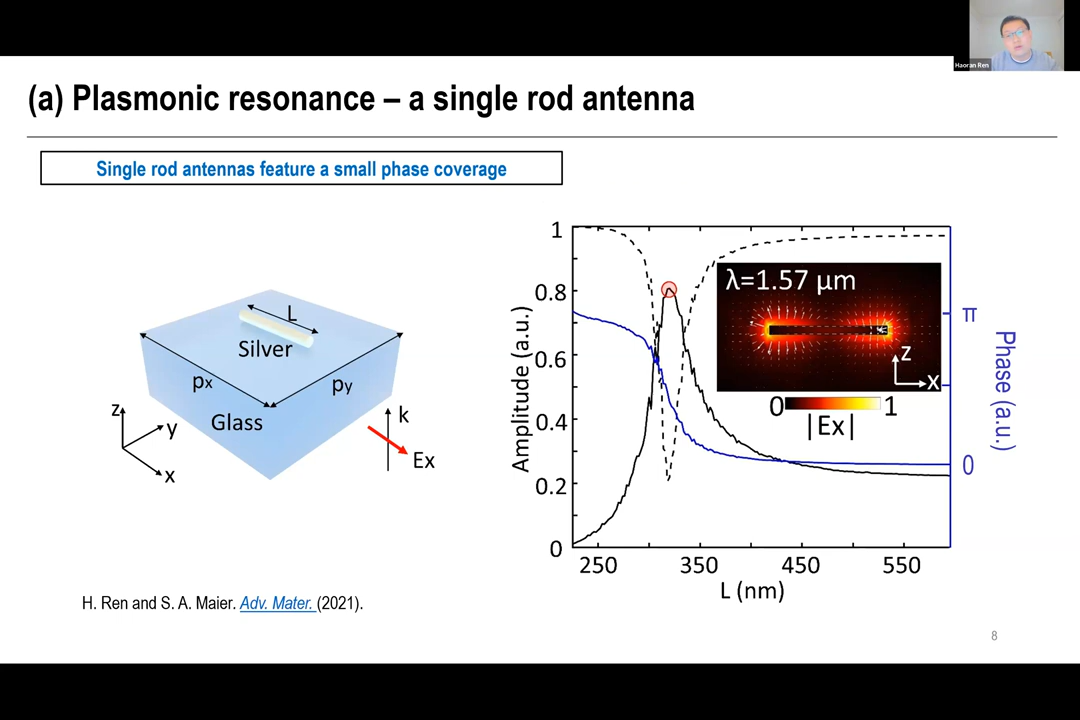 Haoran Ren
(a) Plasmonic resonance – a single rod antenna
Single rod antennas feature a small phase coverage
L
Silver
px
py
Glass
z
y
x
k
Ex
1
0.8
0.6
0.4
0.2
0
Amplitude (a.u.)
λ=1.57 µm
z
x
0
1
|Ex|
π
0
Phase (a.u.)
250
350
450
550
L (nm)
H. Ren and S. A. Maier. Adv. Mater. (2021).
8